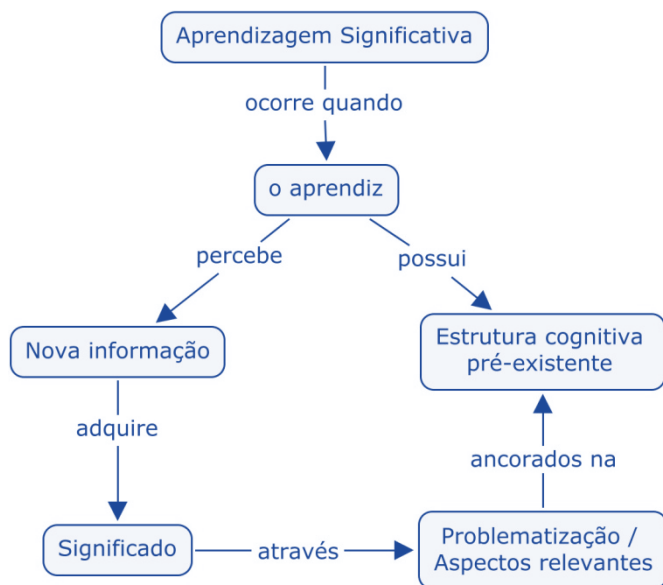 Aprendizagem Significativa
ocorre quando
o aprendiz
percebe
possui
Nova informação
Estrutura cognitiva
pré-existente
adquire
ancorados na
Significado
através
Problematização /
Aspectos relevantes